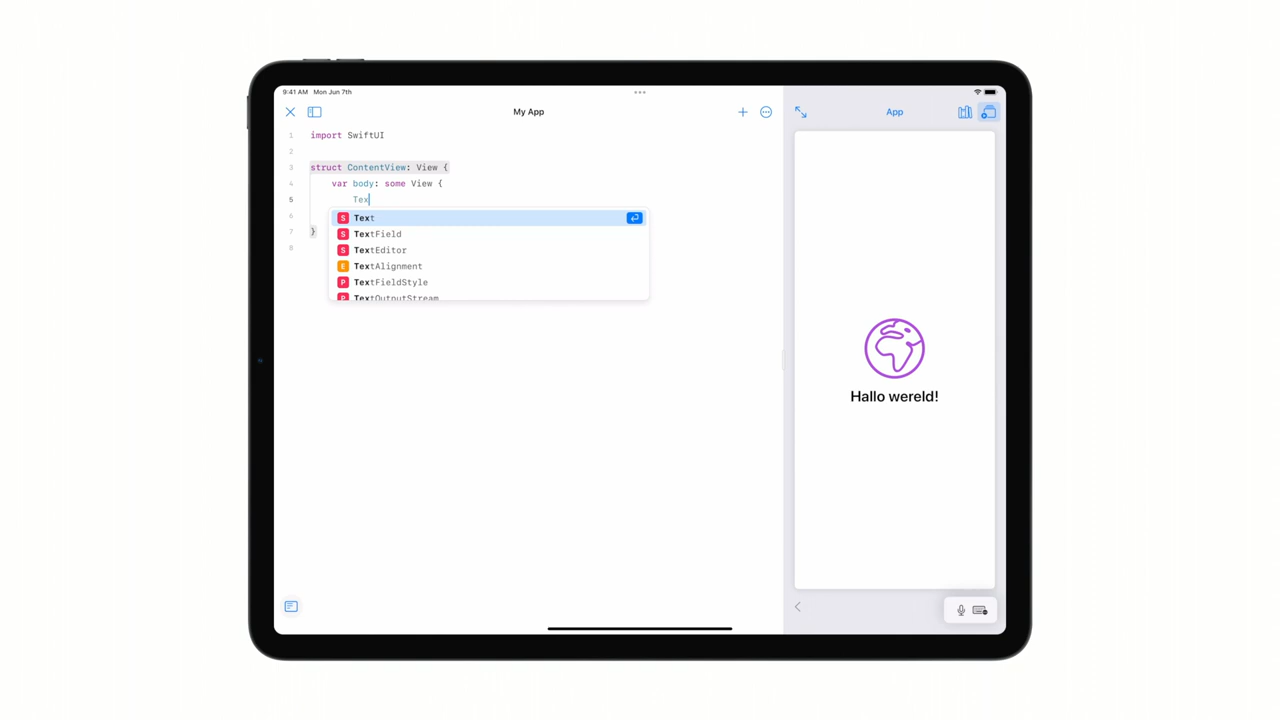 9:41 AM Mon Jun 7th
My App
App
1 import SwiftUI
2
3 struct ContentView: View {
4 var body: some View {
5 Tex
S Text
6
S TextField
7 }
8
S TextEditor
E TextAlignment
P TextFieldStyle
P TextOutputStream
Hallo wereld!